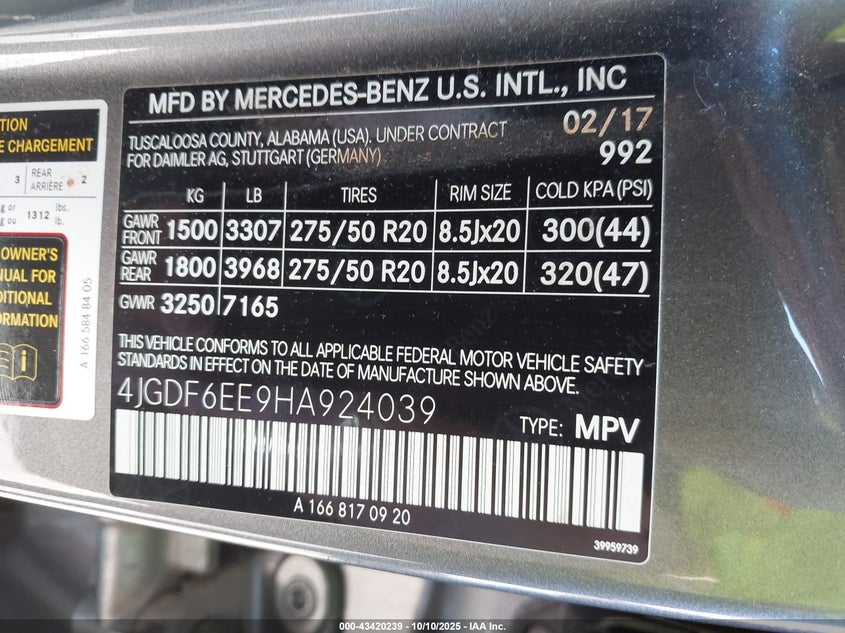 TION
E CHARGEMENT
3 REAR ARRIÈRE 2
kg or 1312 lbs.
kg ou lb.
OWNER'S
NUAL FOR
DITIONAL
ORMATION
A 166 584 84 05
MFD BY MERCEDES-BENZ U.S. INTL., INC
TUSCALOOSA COUNTY, ALABAMA (USA). UNDER CONTRACT 02/17
FOR DAIMLER AG, STUTTGART (GERMANY) 992
KG LB TIRES RIM SIZE COLD KPA (PSI)
GAWR FRONT 1500 3307 275/50 R20 8.5Jx20 300(44)
GAWR REAR 1800 3968 275/50 R20 8.5Jx20 320(47)
GVWR 3250 7165
THIS VEHICLE CONFORMS TO ALL APPLICABLE FEDERAL MOTOR VEHICLE SAFETY
STANDARDS IN EFFECT ON THE DATE OF MANUFACTURE SHOWN ABOVE.
4JGDF6EE9HA924039 TYPE: MPV
A 166 817 09 20
39959739
000-43420239 - 10/10/2025 - IAA Inc.